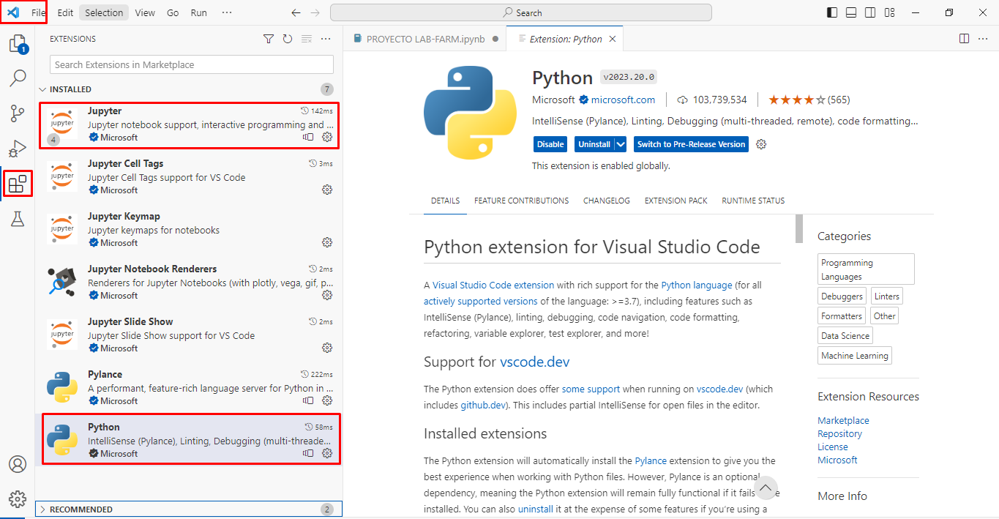 File Edit Selection View Go Run ···
Search
1
EXTENSIONS
Search Extensions in Marketplace
INSTALLED 7
jupyter
4
Jupyter 142ms
Jupyter notebook support, interactive programming and ...
Microsoft
jupyter
Jupyter Cell Tags 3ms
Jupyter Cell Tags support for VS Code
Microsoft
jupyter
Jupyter Keymap
Jupyter keymaps for notebooks
Microsoft
Jupyter Notebook Renderers 2ms
Renderers for Jupyter Notebooks (with plotly, vega, gif, p...
Microsoft
jupyter
Jupyter Slide Show 2ms
Jupyter Slide Show support for VS Code
Microsoft
Pylance 222ms
A performant, feature-rich language server for Python in ...
Microsoft
Python 58ms
IntelliSense (Pylance), Linting, Debugging (multi-threade...
Microsoft
RECOMMENDED 2
PROYECTO LAB-FARM.ipynb
Extension: Python
Python v2023.20.0
Microsoft microsoft.com 103,739,534 (565)
IntelliSense (Pylance), Linting, Debugging (multi-threaded, remote), code formatting...
Disable Uninstall Switch to Pre-Release Version
This extension is enabled globally.
DETAILS FEATURE CONTRIBUTIONS CHANGELOG EXTENSION PACK RUNTIME STATUS
Python extension for Visual Studio Code
A Visual Studio Code extension with rich support for the Python language (for all
actively supported versions of the language: >=3.7), including features such as
IntelliSense (Pylance), linting, debugging, code navigation, code formatting,
refactoring, variable explorer, test explorer, and more!
Support for vscode.dev
The Python extension does offer some support when running on vscode.dev (which
includes github.dev). This includes partial IntelliSense for open files in the editor.
Installed extensions
The Python extension will automatically install the Pylance extension to give you the
best experience when working with Python files. However, Pylance is an optional
dependency, meaning the Python extension will remain fully functional if it fails
installed. You can also uninstall it at the expense of some features if you're using a
Categories
Programming
Languages
Debuggers Linters
Formatters Other
Data Science
Machine Learning
Extension Resources
Marketplace
Repository
License
Microsoft
More Info